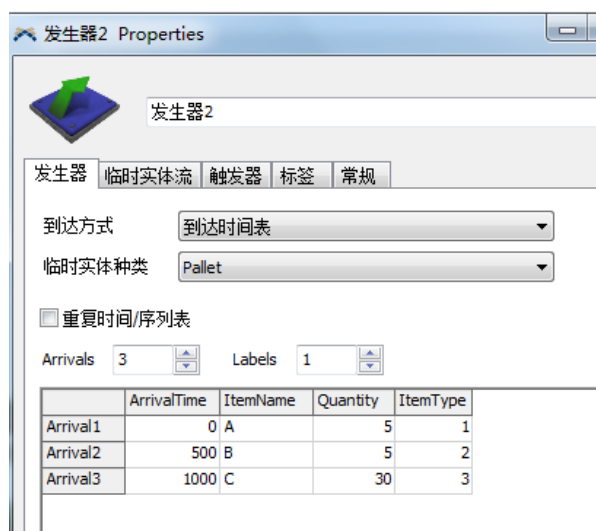 发生器2 Properties
发生器2
发生器 临时实体流 触发器 标签 常规
到达方式 到达时间表
临时实体种类 Pallet
重复时间/序列表
Arrivals 3 Labels 1
ArrivalTime ItemName Quantity ItemType
Arrival1 0 A 5 1
Arrival2 500 B 5 2
Arrival3 1000 C 30 3